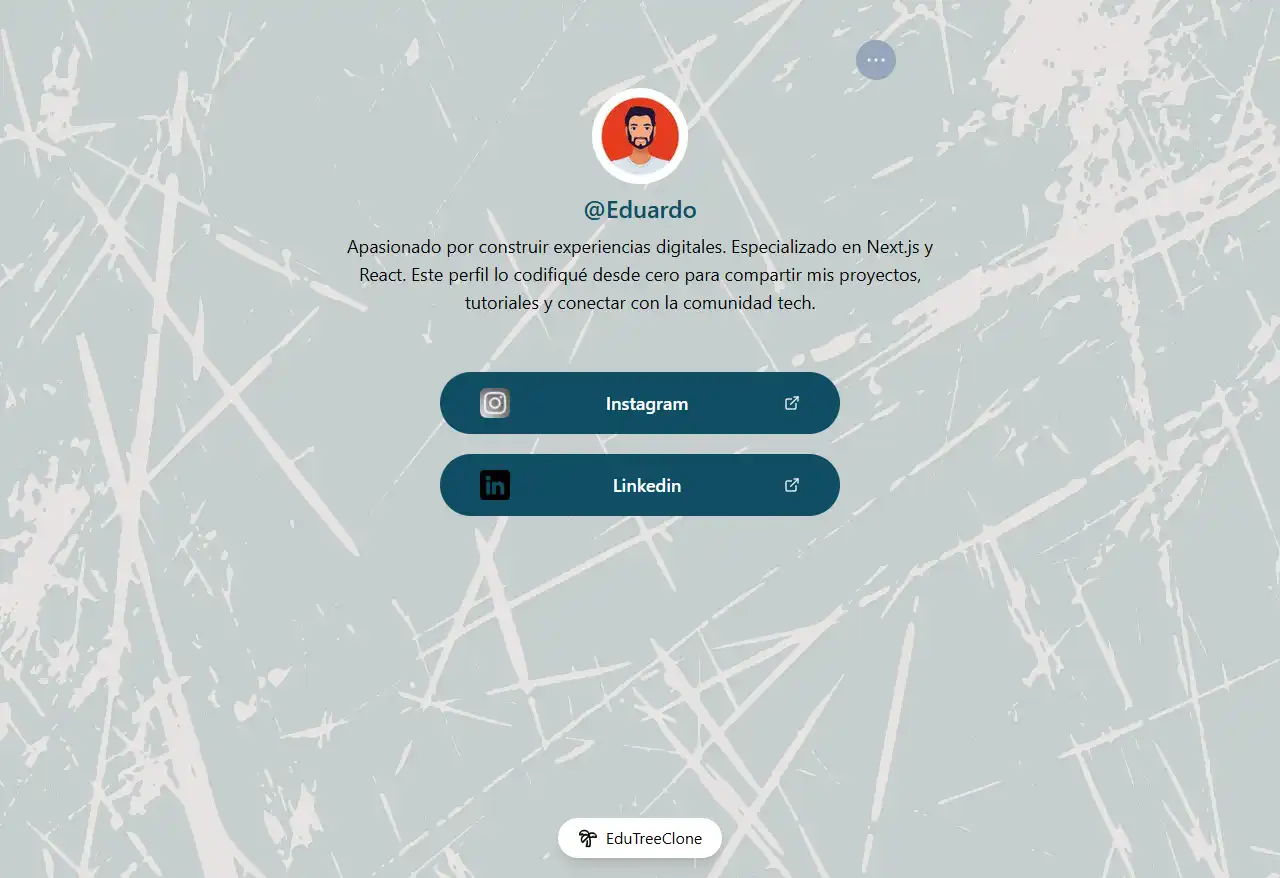 @Eduardo
Apasionado por construir experiencias digitales. Especializado en Next.js y
React. Este perfil lo codifiqué desde cero para compartir mis proyectos,
tutoriales y conectar con la comunidad tech.
Instagram
in Linkedin
EduTreeClone